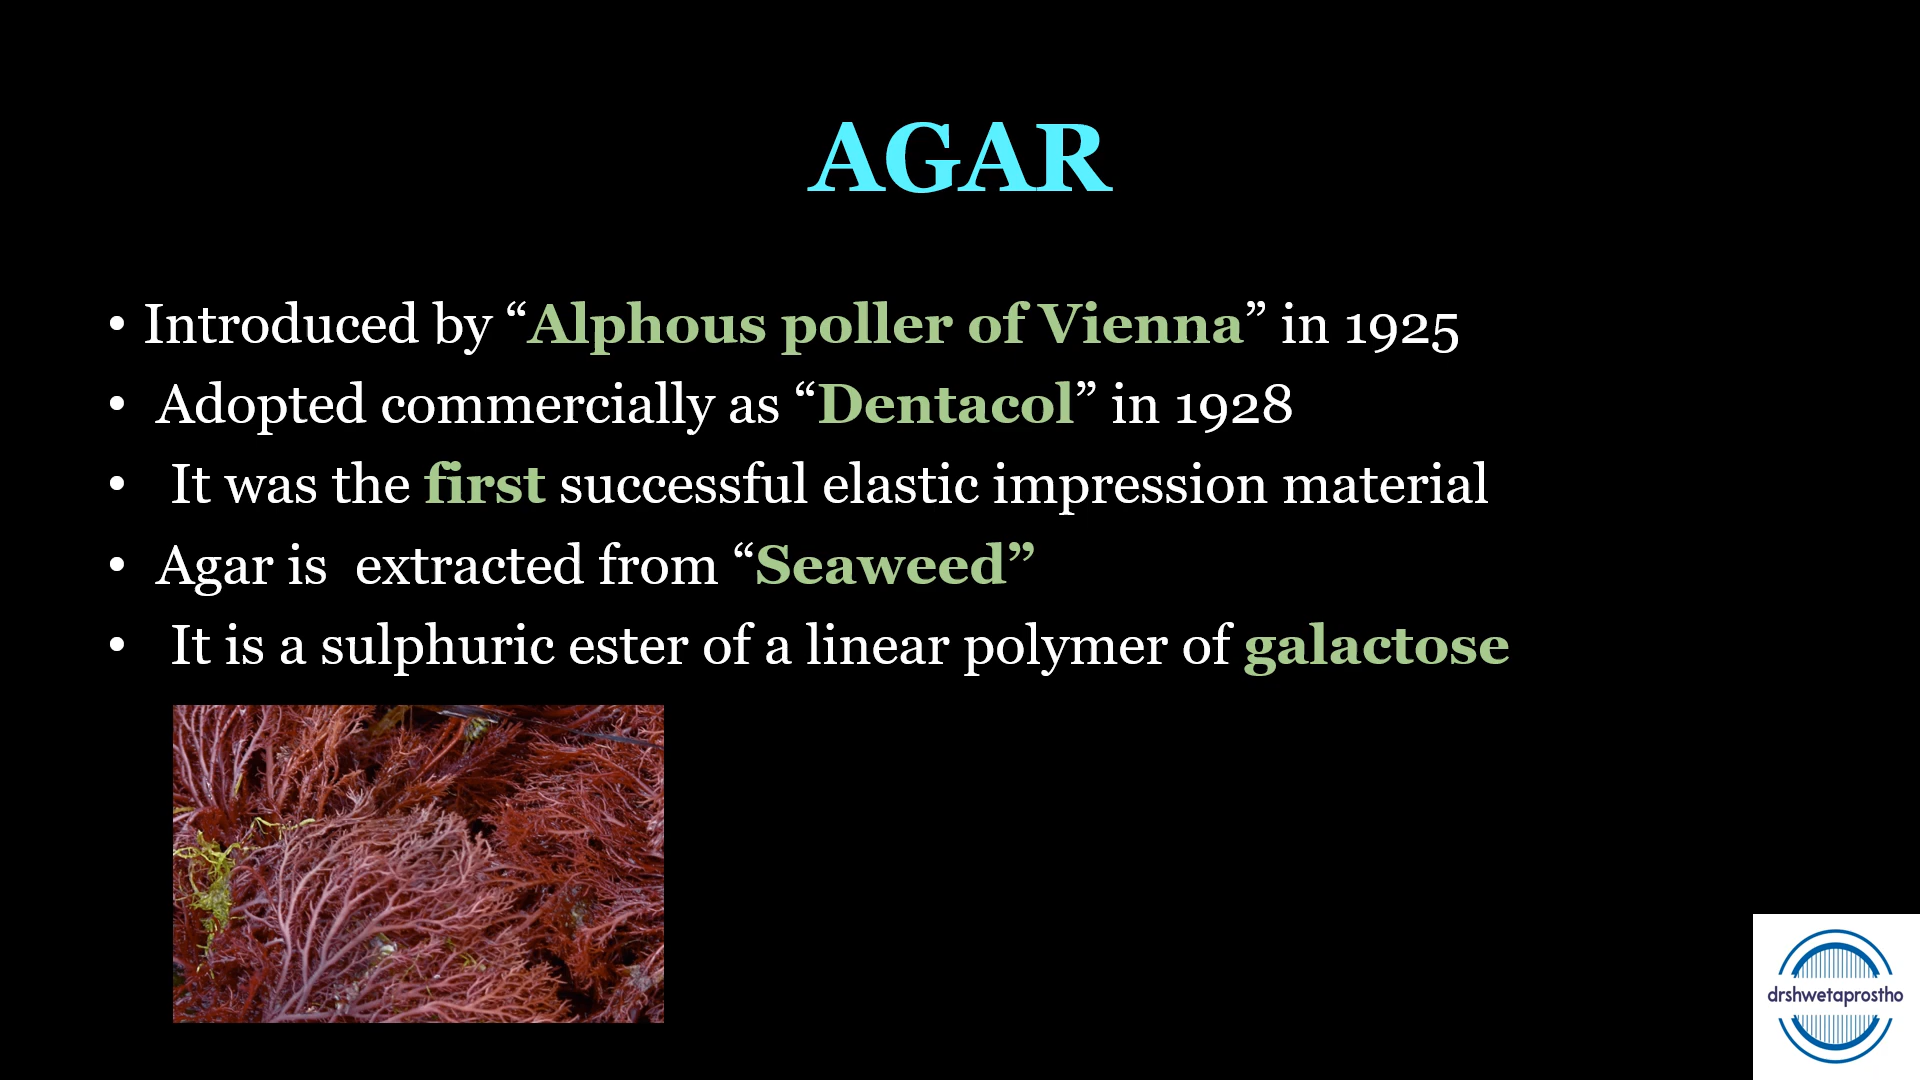 AGAR
• Introduced by “Alphous poller of Vienna” in 1925
• Adopted commercially as “Dentacol” in 1928
• It was the first successful elastic impression material
• Agar is  extracted from “Seaweed”
• It is a sulphuric ester of a linear polymer of galactose
drshwetaprostho